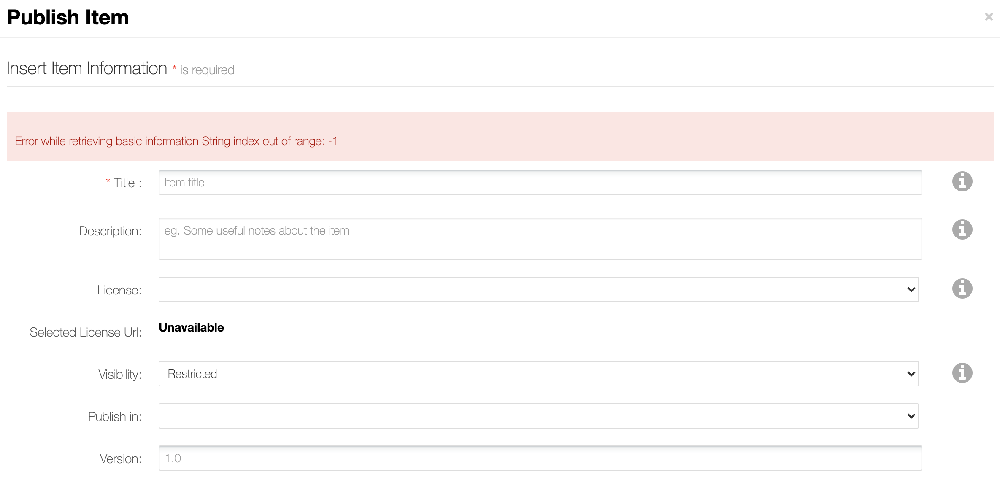 Publish Item
×
Insert Item Information * is required
Error while retrieving basic information String index out of range: -1
* Title : Item title
Description: eg. Some useful notes about the item
License:
Selected License Url: Unavailable
Visibility: Restricted
Publish in:
Version: 1.0